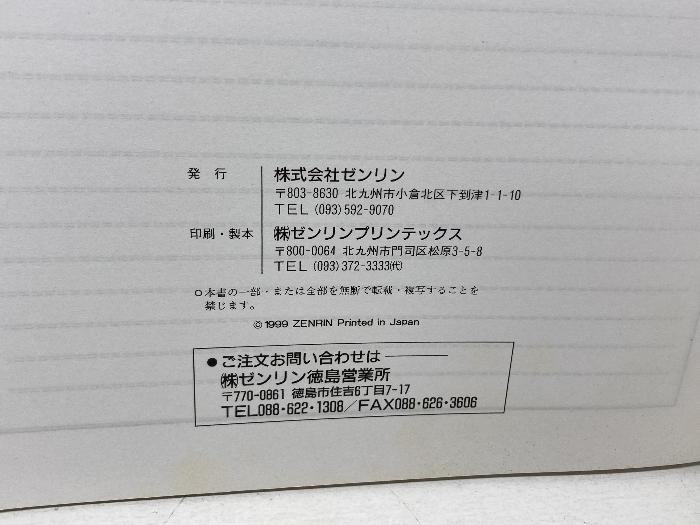 発行 株式会社ゼンリン
〒803-8630 北九州市小倉北区下到津1-1-10
TEL (093)592-9070
印刷・製本 ㈱ゼンリンプリンテックス
〒800-0064 北九州市門司区松原3-5-8
TEL (093)372-3333㈹
○本書の一部・または全部を無断で転載・複写することを
禁じます。
©1999 ZENRIN Printed in Japan
●ご注文お問い合わせは
㈱ゼンリン徳島営業所
〒770-0861 徳島市住吉6丁目7-17
TEL088・622・1308/FAX088・626・3606